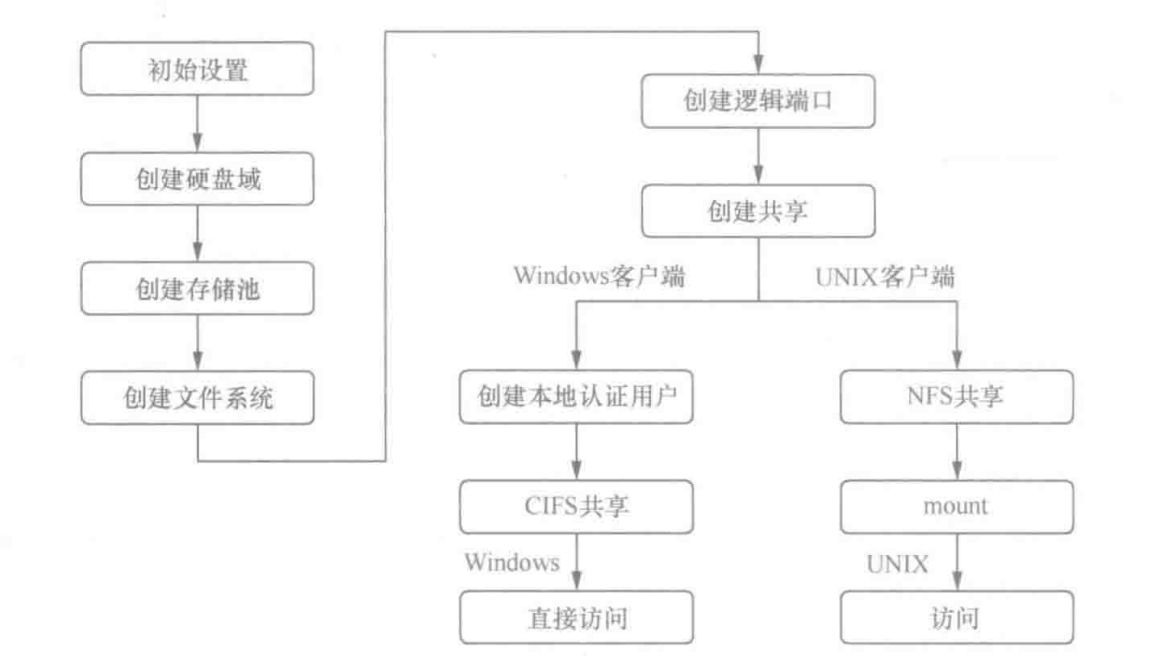 初始设置
创建硬盘域
创建存储池
创建文件系统
创建逻辑端口
创建共享
Windows客户端
UNIX客户端
创建本地认证用户
NFS共享
CIFS共享
mount
Windows
UNIX
直接访问
访问